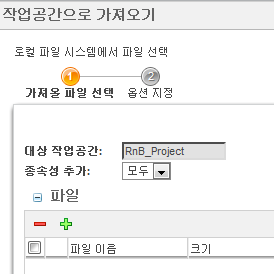 작업공간으로 가져오기
로컬 파일 시스템에서 파일 선택
1 2
가져올 파일 선택 옵션 지정
대상 작업공간: RnB_Project
종속성 추가: 모두
파일
파일 이름 크기